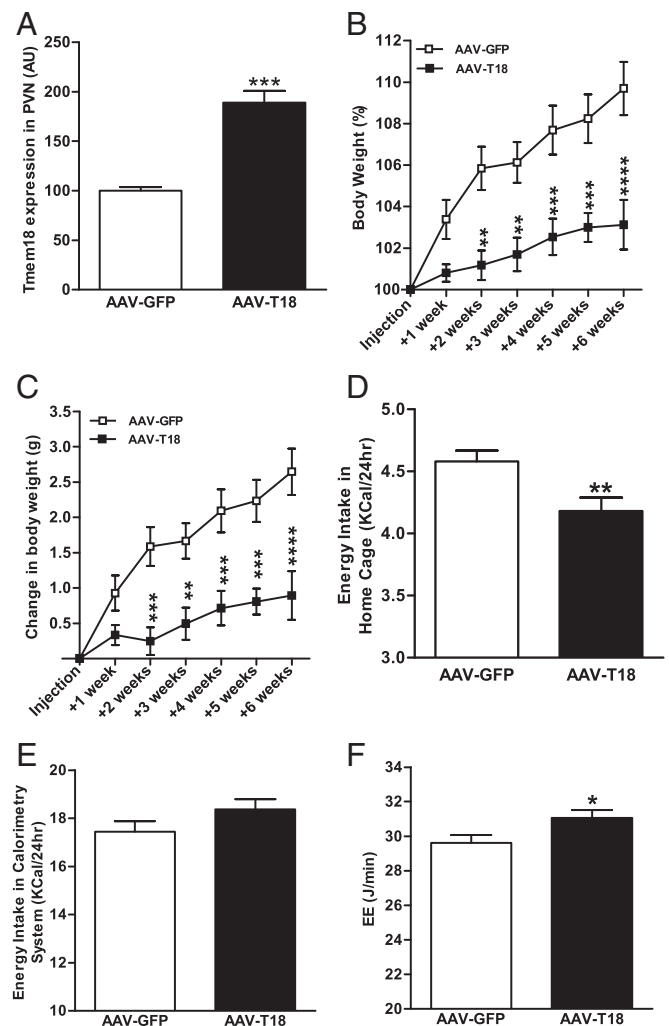 A
Tmem18 expression in PVN (AU)
250
200
150
100
50
0
***
AAV-GFP
AAV-T18
B
Body Weight (%)
112
110
108
106
104
102
100
AAV-GFP
AAV-T18
**
**
***
***
****
Injection
+1 week
+2 weeks
+3 weeks
+4 weeks
+5 weeks
+6 weeks
C
Change in body weight (g)
3.5
3.0
2.5
2.0
1.5
1.0
0.5
AAV-GFP
AAV-T18
***
**
***
***
****
Injection
+1 week
+2 weeks
+3 weeks
+4 weeks
+5 weeks
+6 weeks
D
Energy Intake in
Home Cage (KCal/24hr)
5.0
4.5
4.0
3.5
3.0
**
AAV-GFP
AAV-T18
E
Energy Intake in Calorimetry
System (KCal/24hr)
20
18
16
14
12
10
AAV-GFP
AAV-T18
F
EE (J/min)
34
32
30
28
26
24
22
20
*
AAV-GFP
AAV-T18